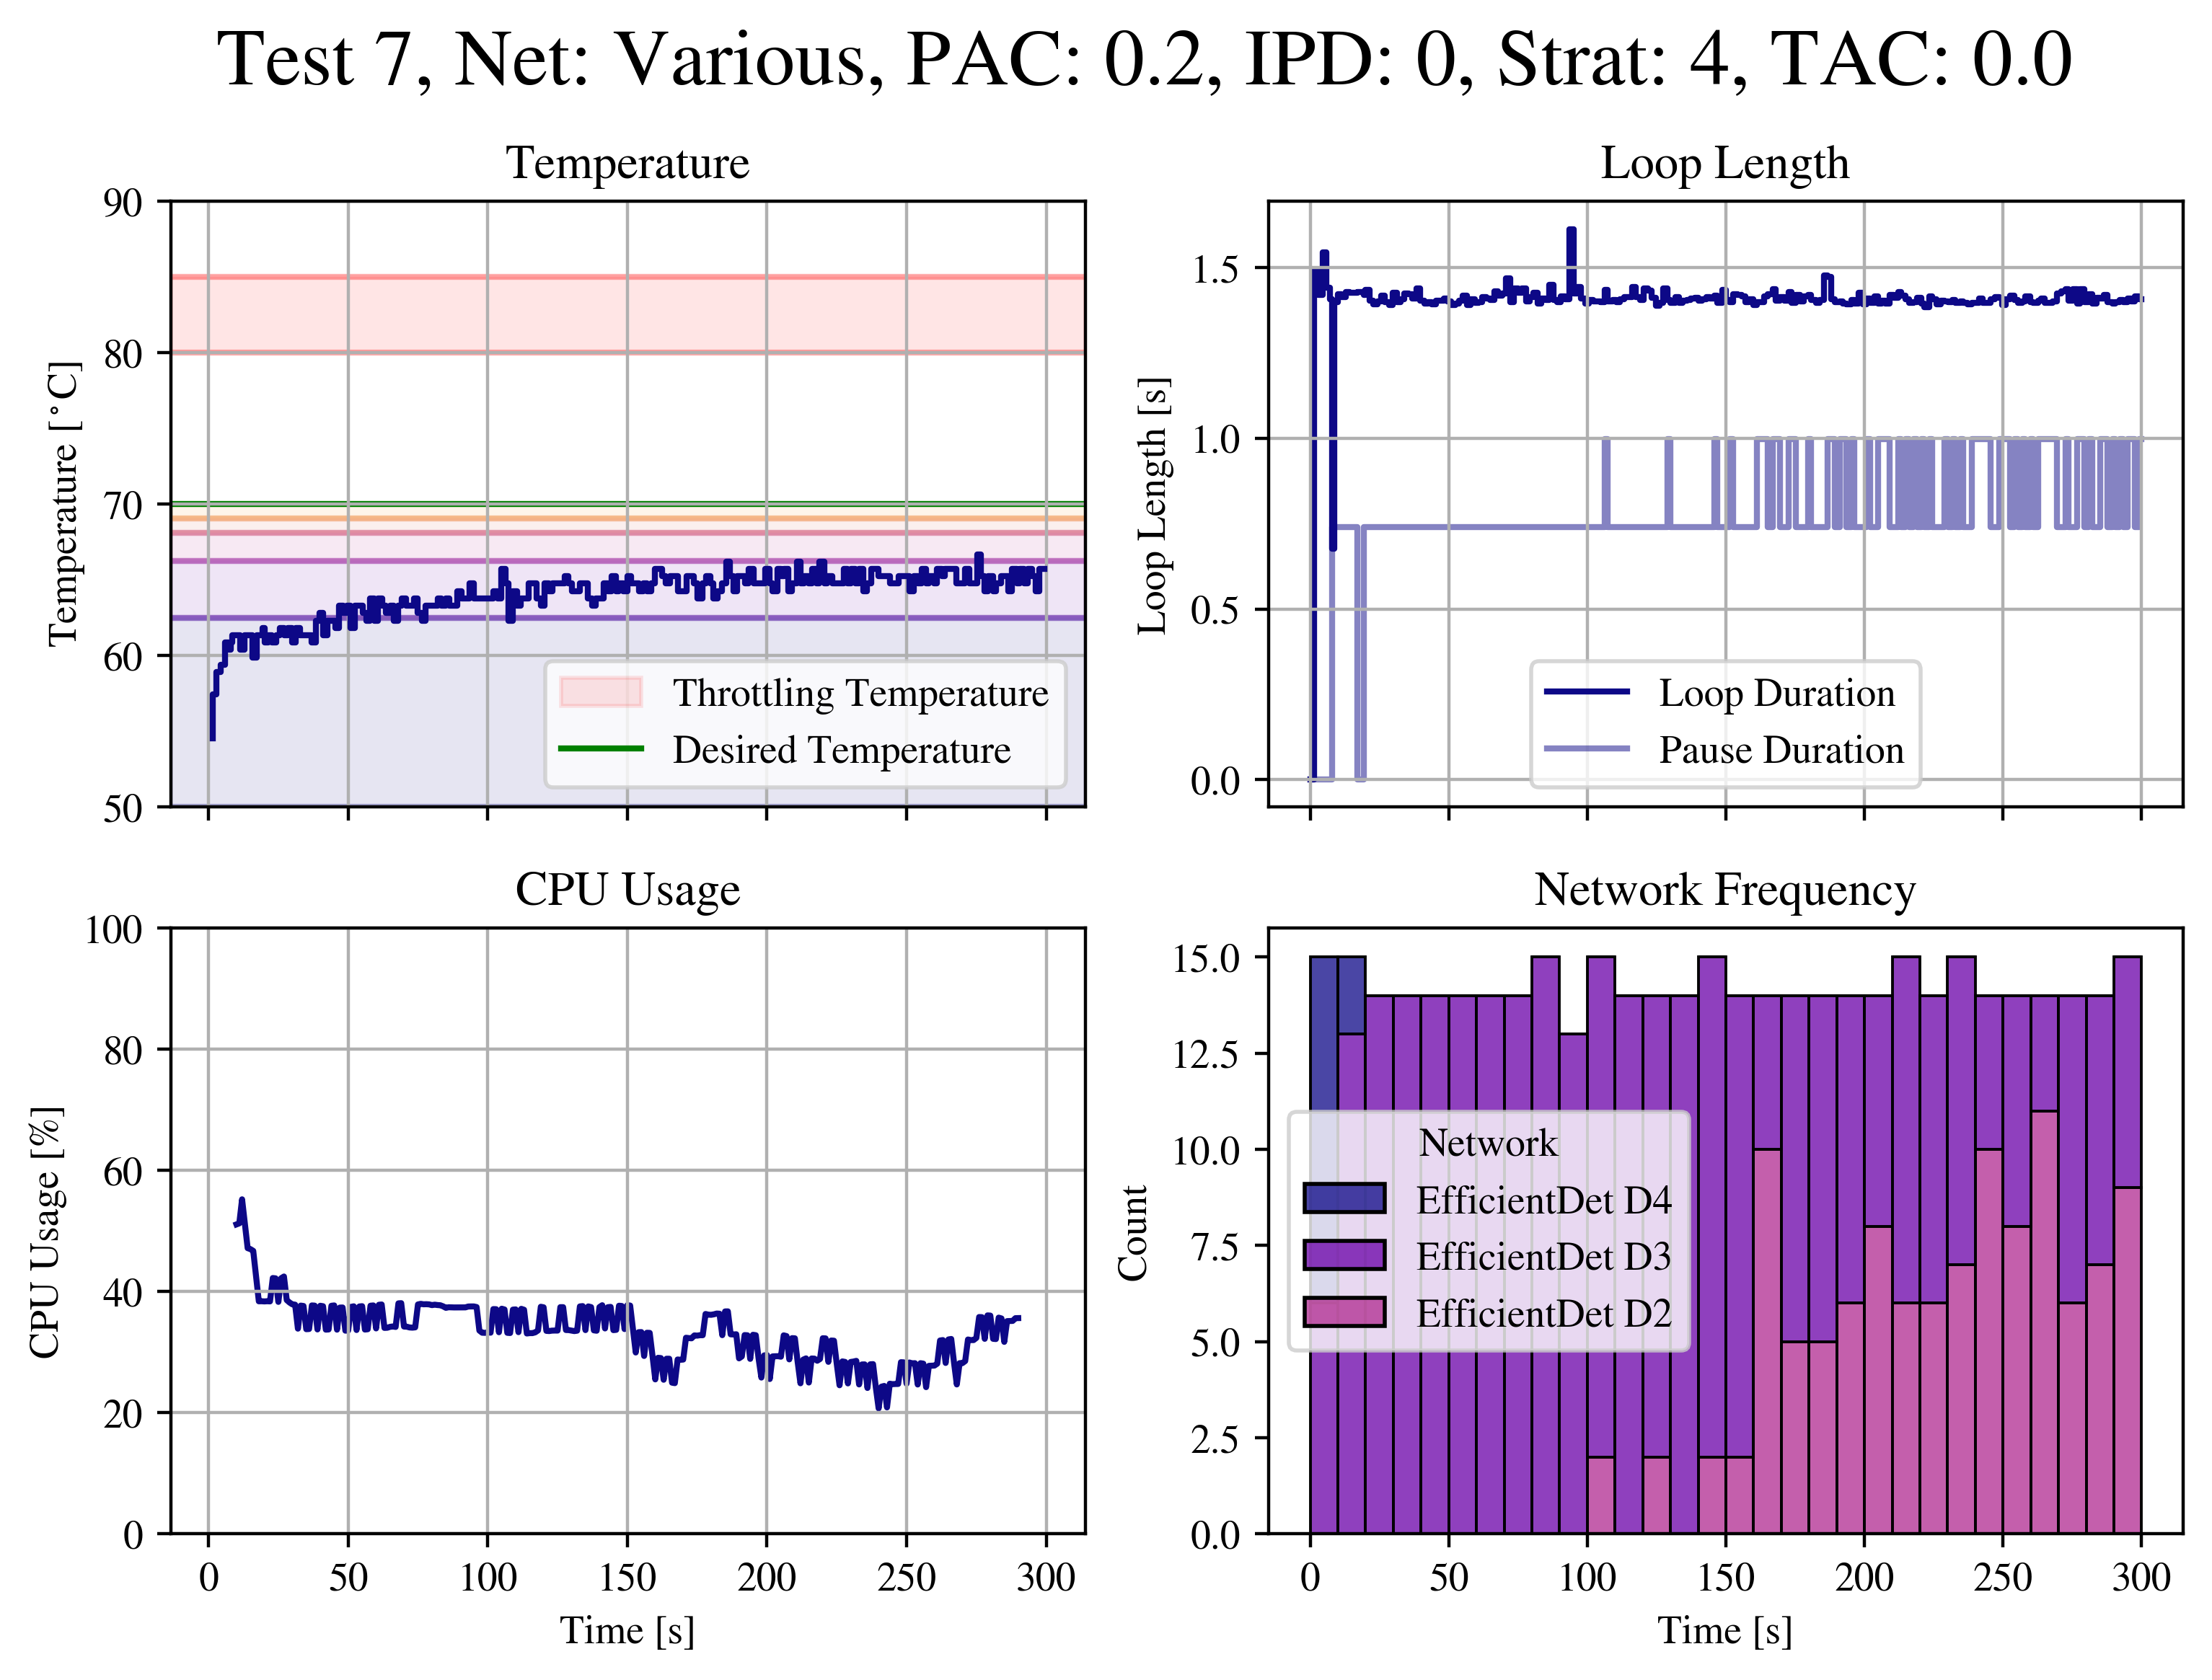 Test 7, Net: Various, PAC: 0.2, IPD: 0, Strat: 4, TAC: 0.0
Temperature
90
80
70
60
50
Temperature [°C]
Throttling Temperature
Desired Temperature
Loop Length
1.5
1.0
0.5
0.0
Loop Length [s]
Loop Duration
Pause Duration
CPU Usage
100
80
60
40
20
0
CPU Usage [%]
0 50 100 150 200 250 300
Time [s]
Network Frequency
15.0
12.5
10.0
7.5
5.0
2.5
0.0
Count
Network
EfficientDet D4
EfficientDet D3
EfficientDet D2
0 50 100 150 200 250 300
Time [s]